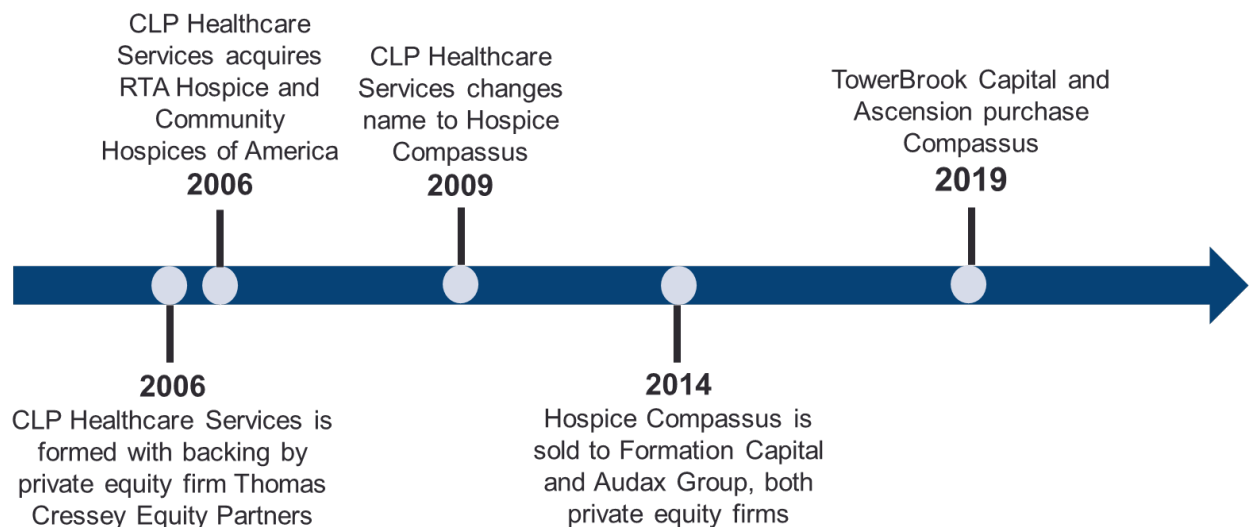 CLP Healthcare
Services acquires
RTA Hospice and
Community
Hospices of America
2006
CLP Healthcare
Services changes
name to Hospice
Compassus
2009
TowerBrook Capital and
Ascension purchase
Compassus
2019
2006
CLP Healthcare Services is
formed with backing by
private equity firm Thomas
Cressey Equity Partners
2014
Hospice Compassus is
sold to Formation Capital
and Audax Group, both
private equity firms